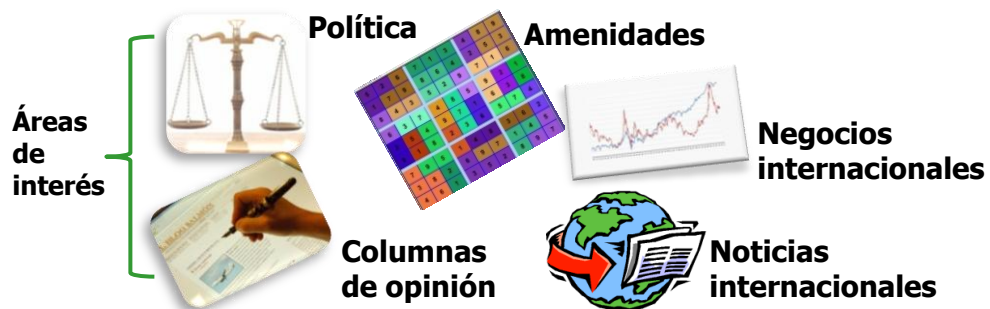 Política
Amenidades
Áreas
de
interés
Negocios
internacionales
Columnas
de opinión
Noticias
internacionales